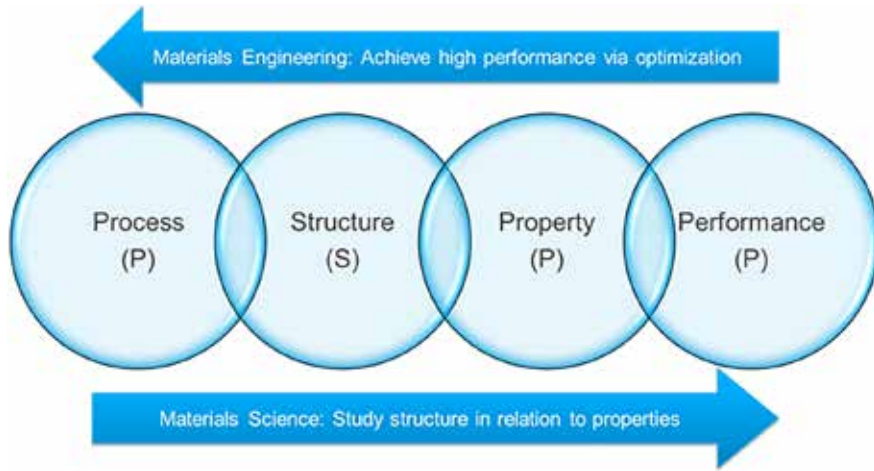 Materials Engineering: Achieve high performance via optimization
Process
(P)
Structure
(S)
Property
(P)
Performance
(P)
Materials Science: Study structure in relation to properties